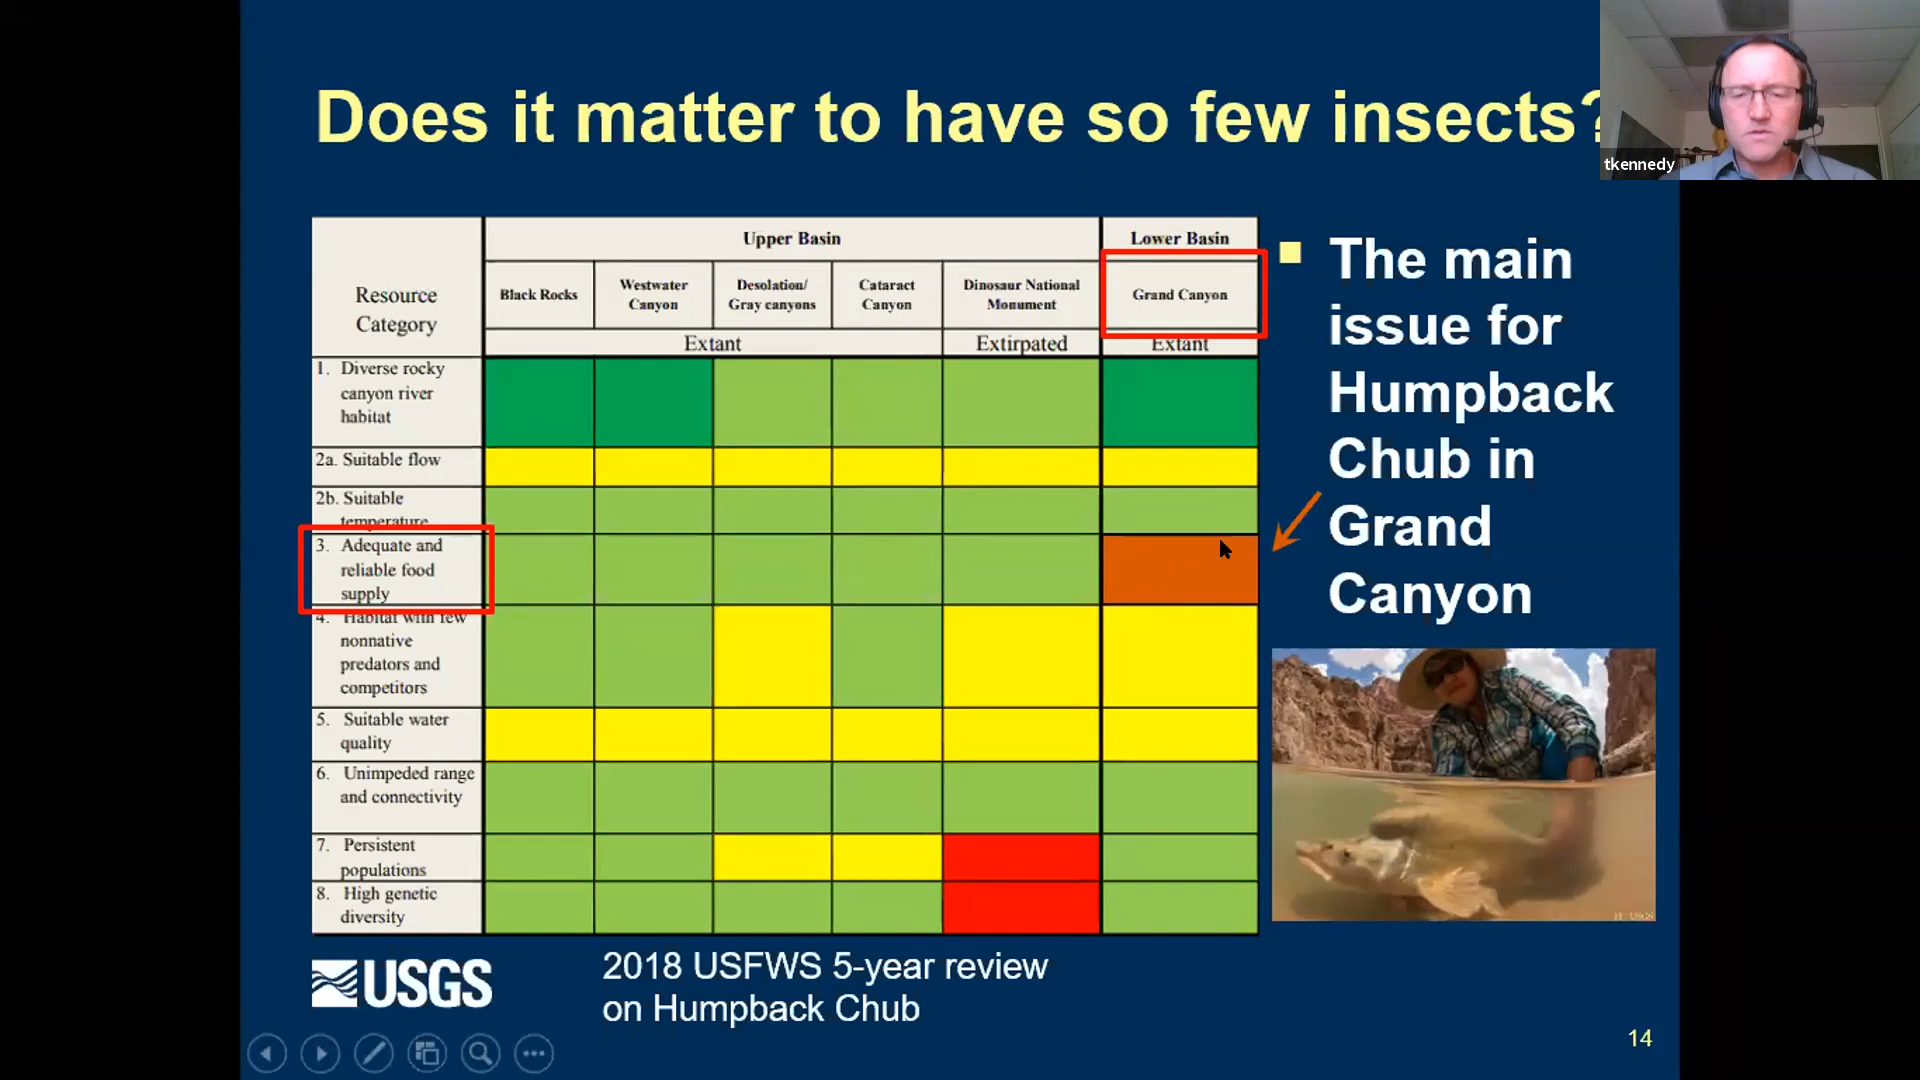 Does it matter to have so few insects?
tkennedy
Resource
Category
Upper Basin
Lower Basin
Black Rocks
Westwater
Canyon
Desolation/
Gray canyons
Cataract
Canyon
Dinosaur National
Monument
Grand Canyon
Extant
Extirpated
Extant
1. Diverse rocky
canyon river
habitat
2a. Suitable flow
2b. Suitable
temperature
3. Adequate and
reliable food
supply
4. Habitat with few
nonnative
predators and
competitors
5. Suitable water
quality
6. Unimpeded range
and connectivity
7. Persistent
populations
8. High genetic
diversity
The main
issue for
Humpback
Chub in
Grand
Canyon
USGS
2018 USFWS 5-year review
on Humpback Chub
14